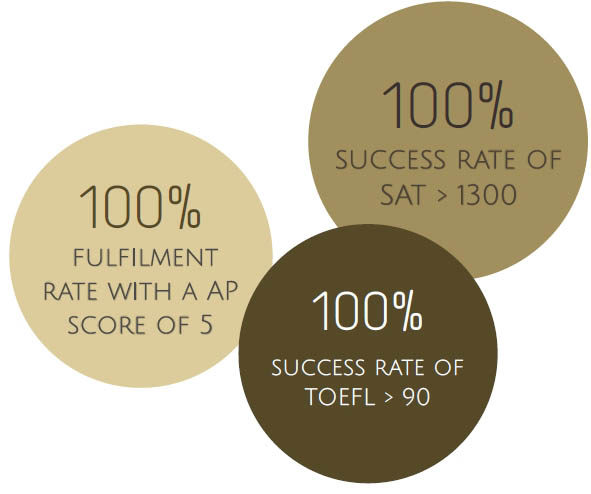 100%
SUCCESS RATE OF
SAT > 1300
100%
FULFILMENT
RATE WITH A AP
SCORE OF 5
100%
SUCCESS RATE OF
TOEFL > 90